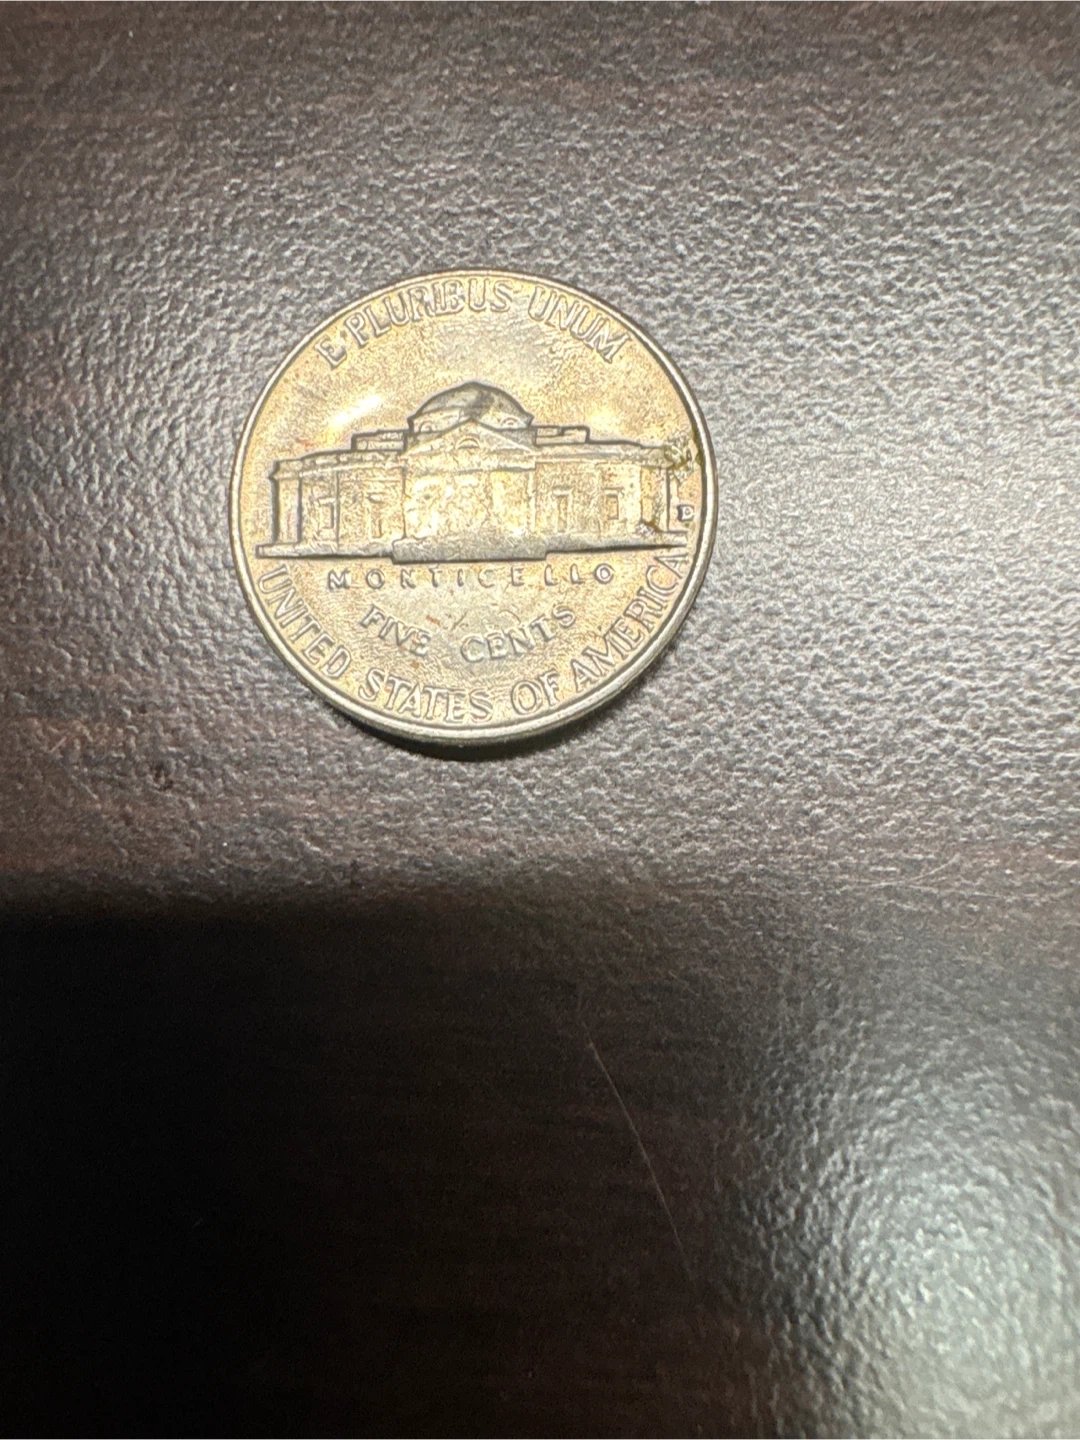 E PLURIBUS UNUM
D
MONTICELLO
FIVE CENTS
UNITED STATES OF AMERICA